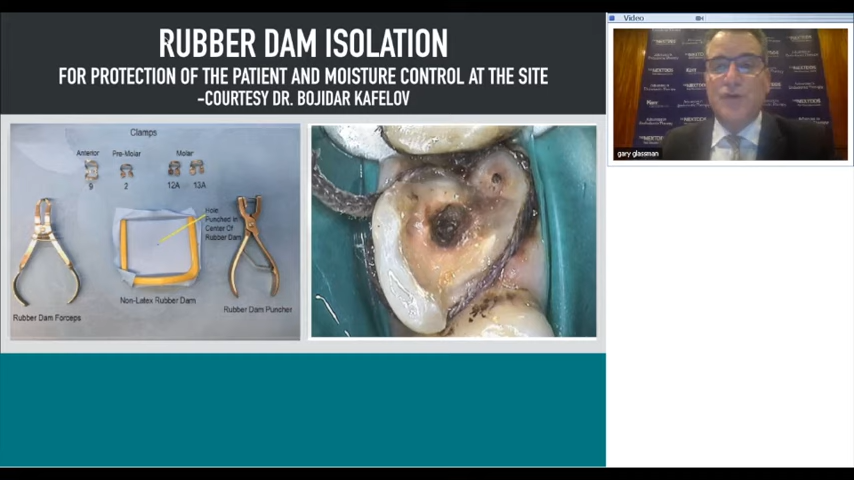 RUBBER DAM ISOLATION
FOR PROTECTION OF THE PATIENT AND MOISTURE CONTROL AT THE SITE
-COURTESY DR. BOJIDAR KAFELOV
Clamps
Anterior
Pre-Molar
Molar
9
2
12A
13A
Hole
Punched In
Center Of
Rubber Dam
Non-Latex Rubber Dam
Rubber Dam Puncher
Rubber Dam Forceps
Video
gary glassman
Kerr